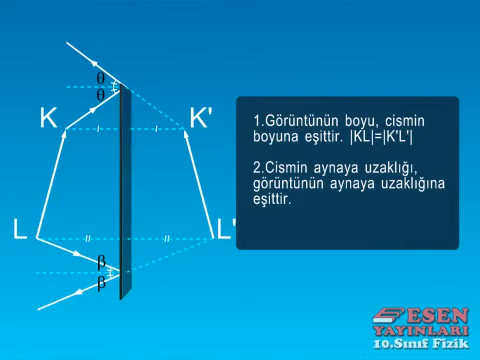 θ
θ
K
K'
1.Görüntünün boyu, cismin
boyuna eşittir. |KL|=|K'L'|
2.Cismin aynaya uzaklığı,
görüntünün aynaya uzaklığına
eşittir.
L
L'
β
β
ESEN
YAYINLARI
10.Sınıf Fizik